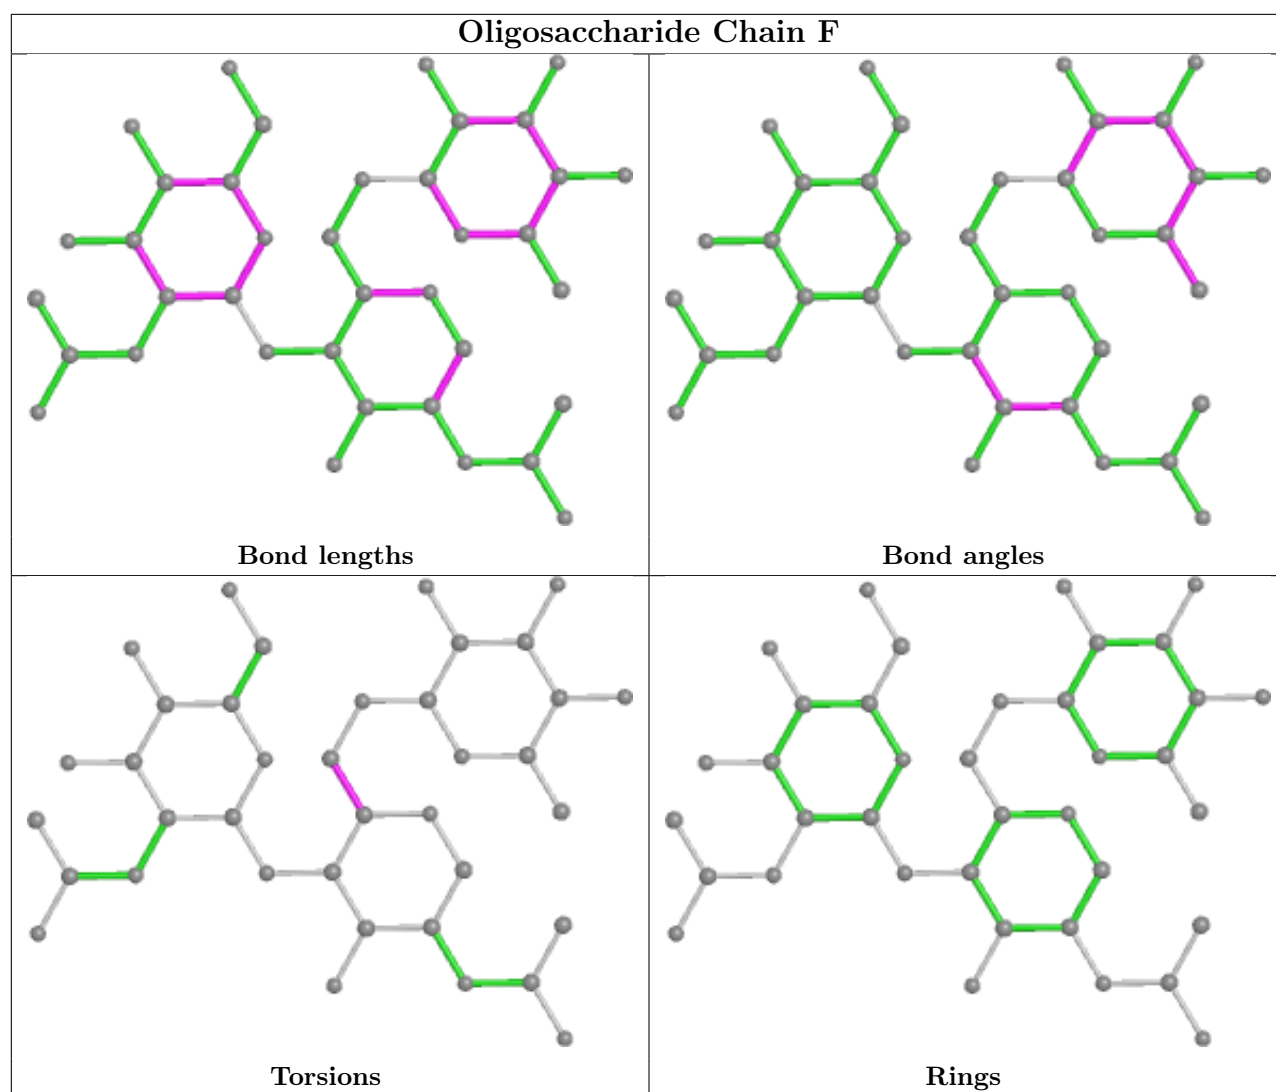 Oligosaccharide Chain F
Bond lengths
Bond angles
Torsions
Rings